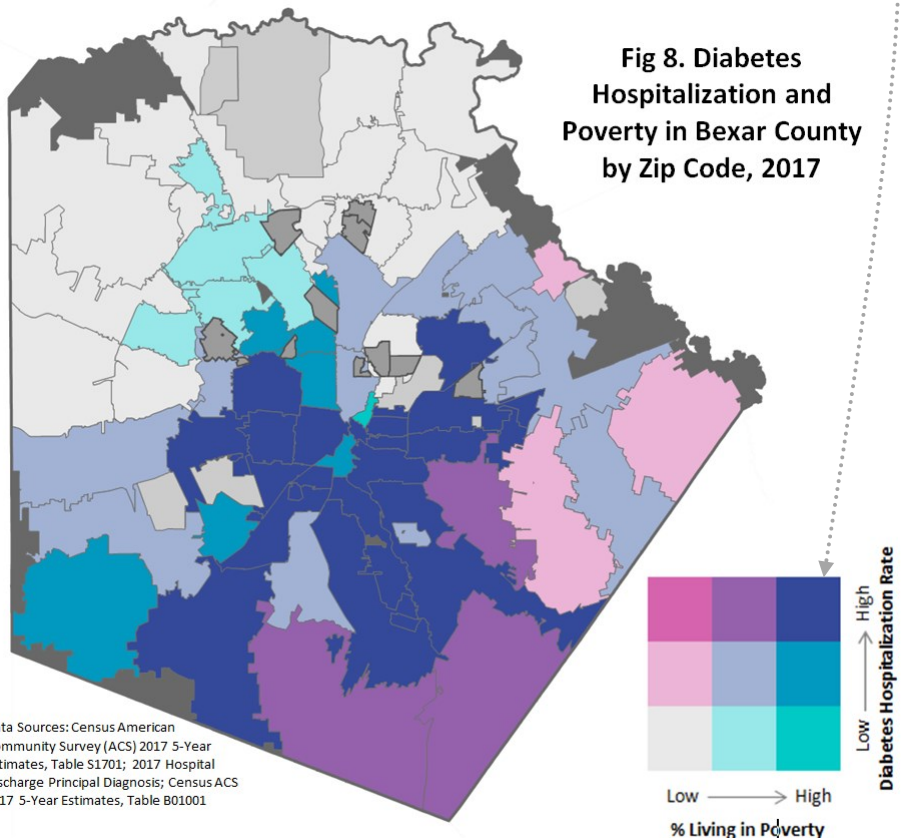 Fig 8. Diabetes
Hospitalization and
Poverty in Bexar County
by Zip Code, 2017
High
Low
Diabetes Hospitalization Rate
Low High
% Living in Poverty
ata Sources: Census American
ommunity Survey (ACS) 2017 5-Year
stimates, Table S1701; 2017 Hospital
scharge Principal Diagnosis; Census ACS
17 5-Year Estimates, Table B01001